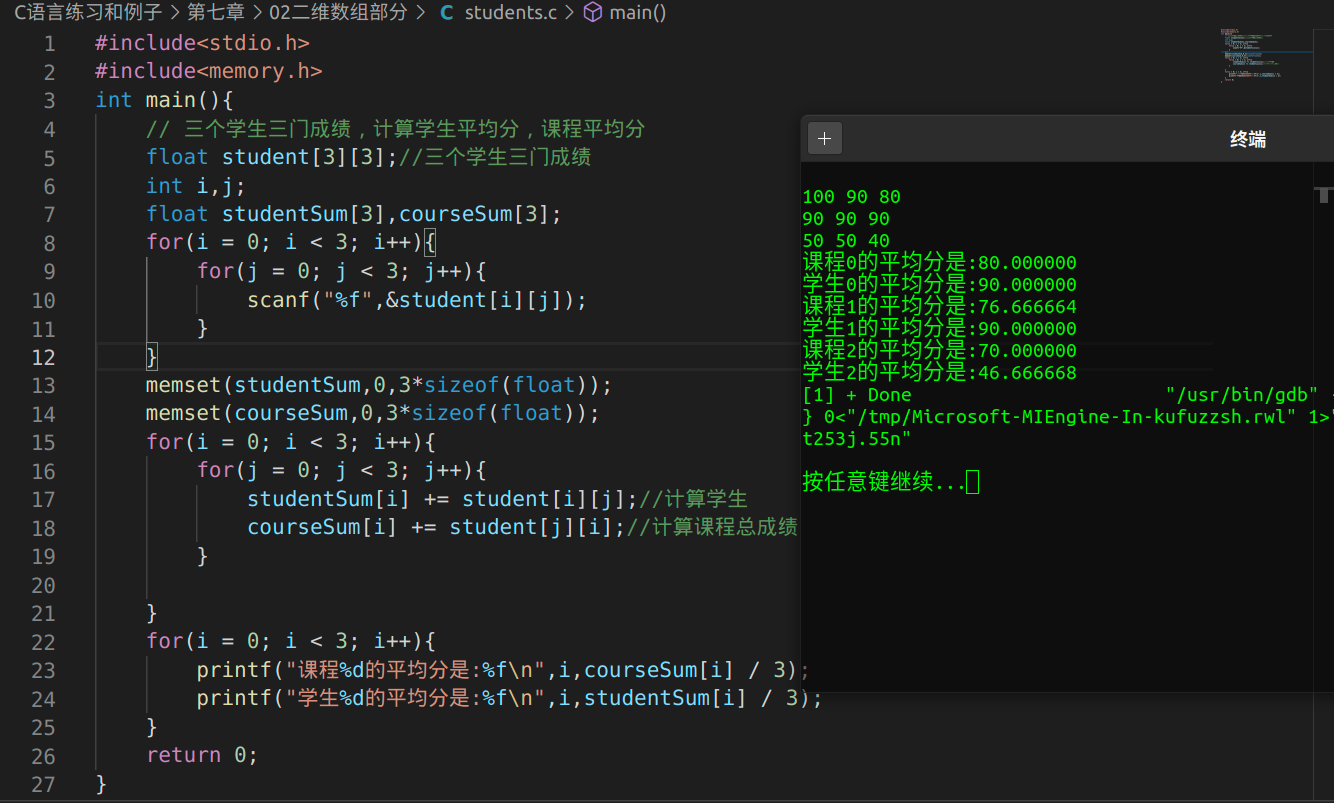 C语言练习和例子 > 第七章 > 02二维数组部分 > C students.c > main()
1 #include<stdio.h>
2 #include<memory.h>
3 int main(){
4 // 三个学生三门成绩，计算学生平均分，课程平均分
5 float student[3][3];//三个学生三门成绩
6 int i,j;
7 float studentSum[3],courseSum[3];
8 for(i = 0; i < 3; i++){
9 for(j = 0; j < 3; j++){
10 scanf("%f",&student[i][j]);
11 }
12 }
13 memset(studentSum,0,3*sizeof(float));
14 memset(courseSum,0,3*sizeof(float));
15 for(i = 0; i < 3; i++){
16 for(j = 0; j < 3; j++){
17 studentSum[i] += student[i][j];//计算学生
18 courseSum[i] += student[j][i];//计算课程总成绩
19 }
20
21 }
22 for(i = 0; i < 3; i++){
23 printf("课程%d的平均分是:%f\n",i,courseSum[i] / 3);
24 printf("学生%d的平均分是:%f\n",i,studentSum[i] / 3);
25 }
26 return 0;
27 }
终端
100 90 80
90 90 90
50 50 40
课程0的平均分是:80.000000
学生0的平均分是:90.000000
课程1的平均分是:76.666664
学生1的平均分是:90.000000
课程2的平均分是:70.000000
学生2的平均分是:46.666668
[1] + Done "/usr/bin/gdb"
} 0<"/tmp/Microsoft-MIEngine-In-kufuzzsh.rwl" 1>"
t253j.55n"
按任意键继续...